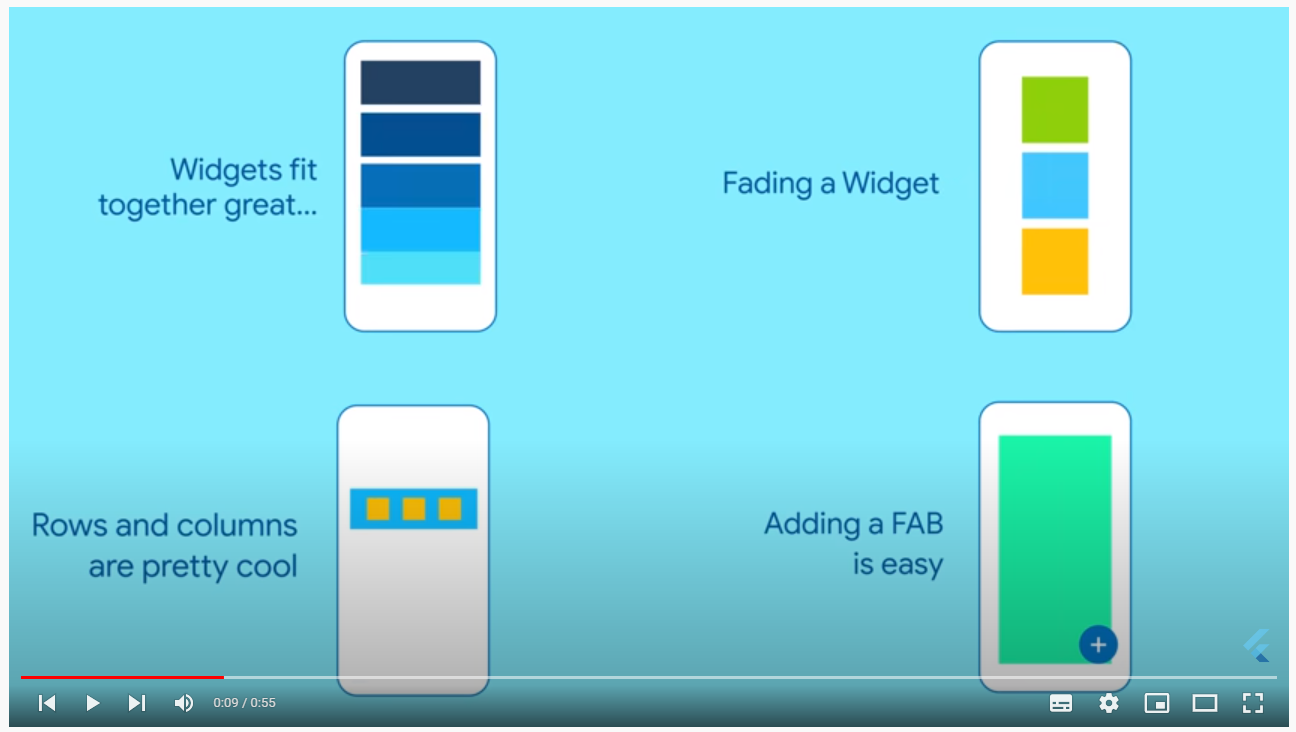 Widgets fit
together great...
Fading a Widget
Rows and columns
are pretty cool
Adding a FAB
is easy
0:09 / 0:55